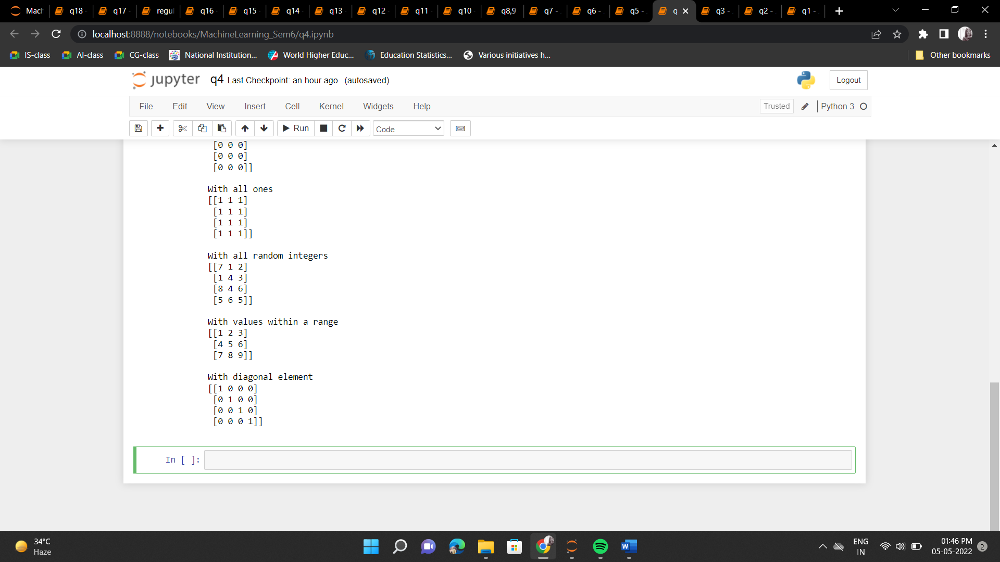 Mach q18 - q17 - regul q16 - q15 - q14 - q13 - q12 - q11 - q10 - q8,9 q7 - q6 - q5 - q q3 - q2 - q1 -
localhost:8888/notebooks/MachineLearning_Sem6/q4.ipynb
IS-class AI-class CG-class National Institution... World Higher Educ... Education Statistics... Various initiatives h... Other bookmarks
jupyter q4 Last Checkpoint: an hour ago (autosaved) Logout
File Edit View Insert Cell Kernel Widgets Help Trusted Python 3
Run Code
[0 0 0]
[0 0 0]
[0 0 0]]
With all ones
[[1 1 1]
[1 1 1]
[1 1 1]
[1 1 1]]
With all random integers
[[7 1 2]
[1 4 3]
[8 4 6]
[5 6 5]]
With values within a range
[[1 2 3]
[4 5 6]
[7 8 9]]
With diagonal element
[[1 0 0 0]
[0 1 0 0]
[0 0 1 0]
[0 0 0 1]]
In [ ]:
34°C
Haze
W
ENG
IN
01:46 PM
05-05-2022
2